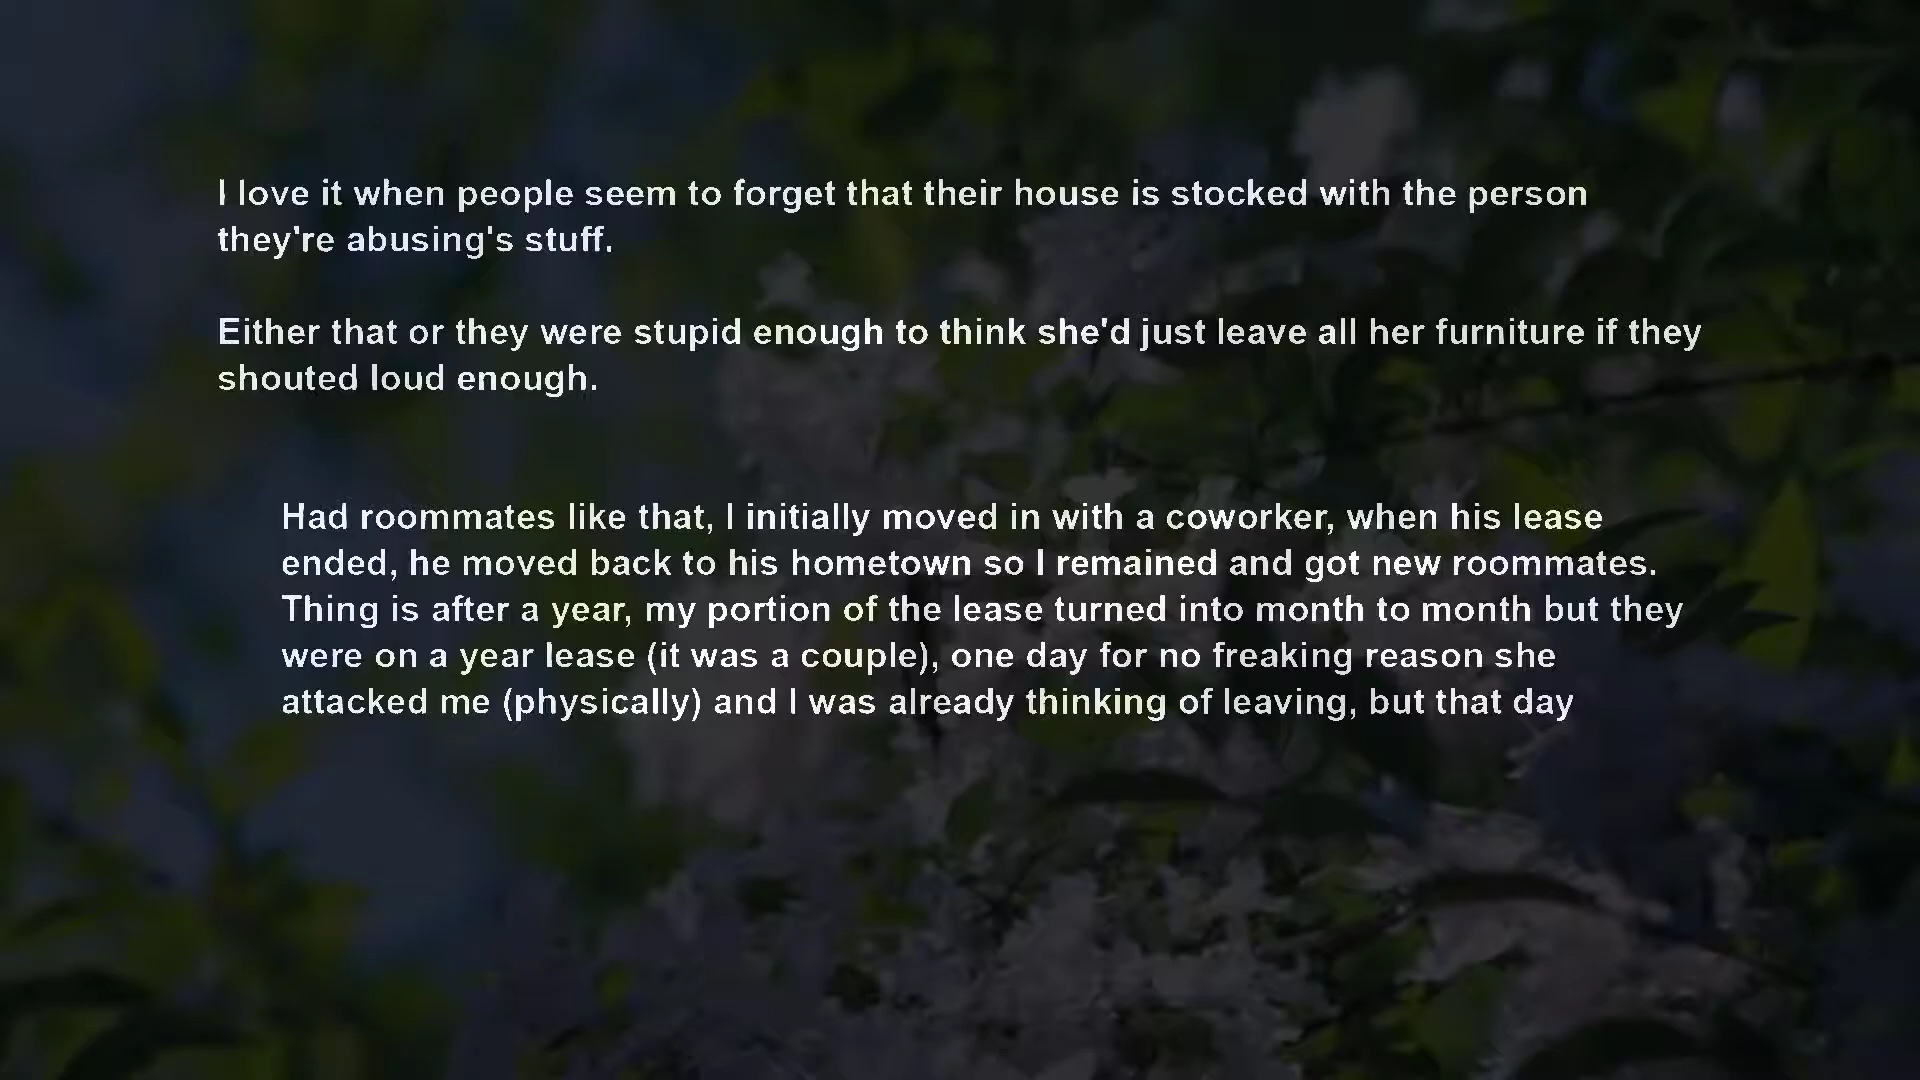 I love it when people seem to forget that their house is stocked with the person
they're abusing's stuff.
Either that or they were stupid enough to think she'd just leave all her furniture if they
shouted loud enough.
Had roommates like that, I initially moved in with a coworker, when his lease
ended, he moved back to his hometown so I remained and got new roommates.
Thing is after a year, my portion of the lease turned into month to month but they
were on a year lease (it was a couple), one day for no freaking reason she
attacked me (physically) and I was already thinking of leaving, but that day